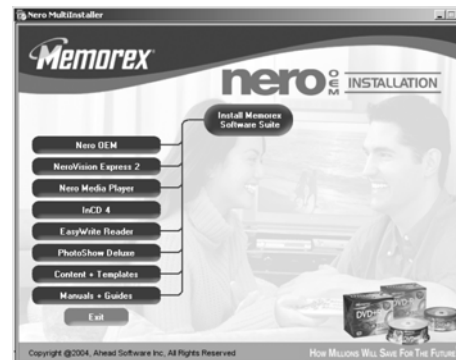 Nero MultiInstaller
Memorex
nero OEM INSTALLATION
Install Memorex
Software Suite
Nero OEM
NeroVision Express 2
Nero Media Player
InCD 4
EasyWrite Reader
PhotoShow Deluxe
Content + Templates
Manuals + Guides
Exit
Copyright @2004, Ahead Software Inc, All Rights Reserved
HOW MILLIONS WILL SAVE FOR THE FUTURE